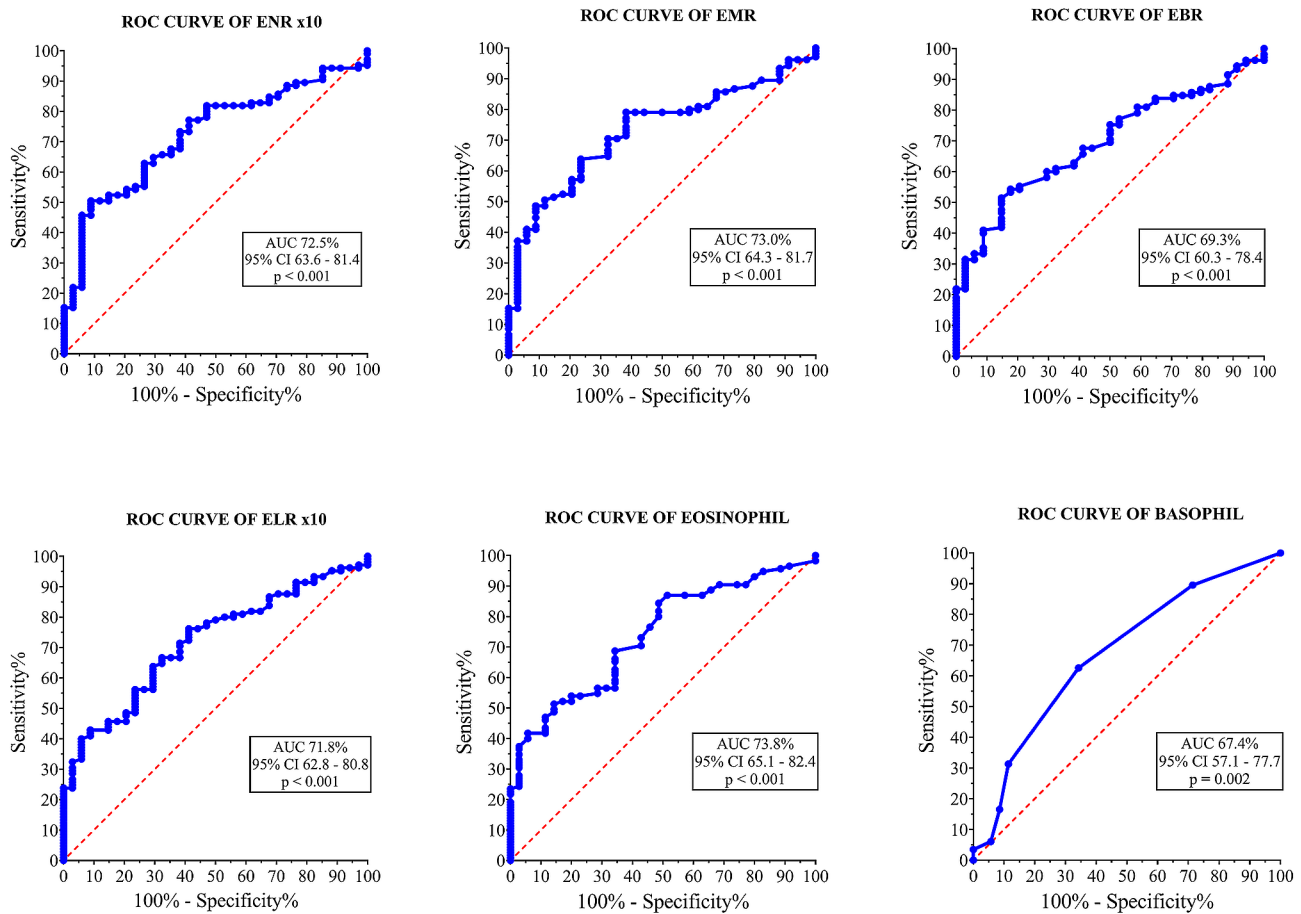 ROC CURVE OF ENR x10
100
90
80
70
60
50
40
30
20
10
0
Sensitivity%
AUC 72.5%
95% CI 63.6 - 81.4
p < 0.001
0 10 20 30 40 50 60 70 80 90 100
100% - Specificity%
ROC CURVE OF EMR
100
90
80
70
60
50
40
30
20
10
0
Sensitivity%
AUC 73.0%
95% CI 64.3 - 81.7
p < 0.001
0 10 20 30 40 50 60 70 80 90 100
100% - Specificity%
ROC CURVE OF EBR
100
90
80
70
60
50
40
30
20
10
0
Sensitivity%
AUC 69.3%
95% CI 60.3 - 78.4
p < 0.001
0 10 20 30 40 50 60 70 80 90 100
100% - Specificity%
ROC CURVE OF ELR x10
100
90
80
70
60
50
40
30
20
10
0
Sensitivity%
AUC 71.8%
95% CI 62.8 - 80.8
p < 0.001
0 10 20 30 40 50 60 70 80 90 100
100% - Specificity%
ROC CURVE OF EOSINOPHIL
100
90
80
70
60
50
40
30
20
10
0
Sensitivity%
AUC 73.8%
95% CI 65.1 - 82.4
p < 0.001
0 10 20 30 40 50 60 70 80 90 100
100% - Specificity%
ROC CURVE OF BASOPHIL
100
90
80
70
60
50
40
30
20
10
0
Sensitivity%
AUC 67.4%
95% CI 57.1 - 77.7
p = 0.002
0 10 20 30 40 50 60 70 80 90 100
100% - Specificity%